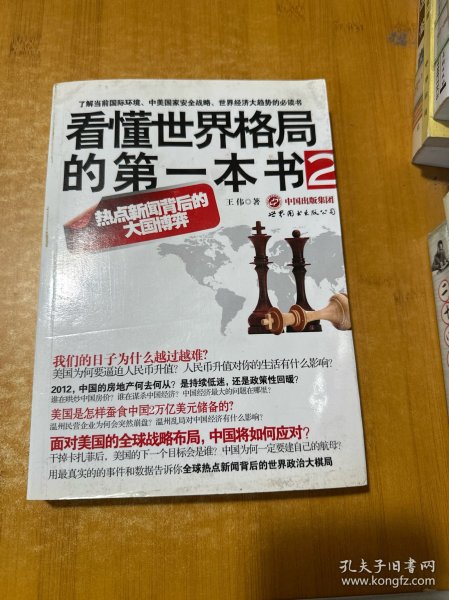 了解当前国际环境、中美国家安全战略、世界经济大趋势的必读书
看懂世界格局
的第一本书2
王伟 著
中国出版集团
世界图书出版公司
热点新闻背后的
大国博弈
我们的日子为什么越过越难?
美国为何要逼迫人民币升值?人民币升值对你的生活有什么影响?
2012,中国的房地产何去何从?是持续低迷,还是政策性回暖?
谁在哄炒中国房价?谁在谋杀中国经济?中国经济最大的问题在哪里?
美国是怎样蚕食中国2万亿美元储备的?
温州民营企业为何会突然崩盘?温州乱局对中国经济有什么影响?
面对美国的全球战略布局,中国将如何应对?
干掉卡扎菲后,美国的下一个目标会是谁?中国为何一定要建自己的航母?
用最真实的的事件和数据告诉你全球热点新闻背后的世界政治大棋局
孔夫子旧书网
www.kongfz.com